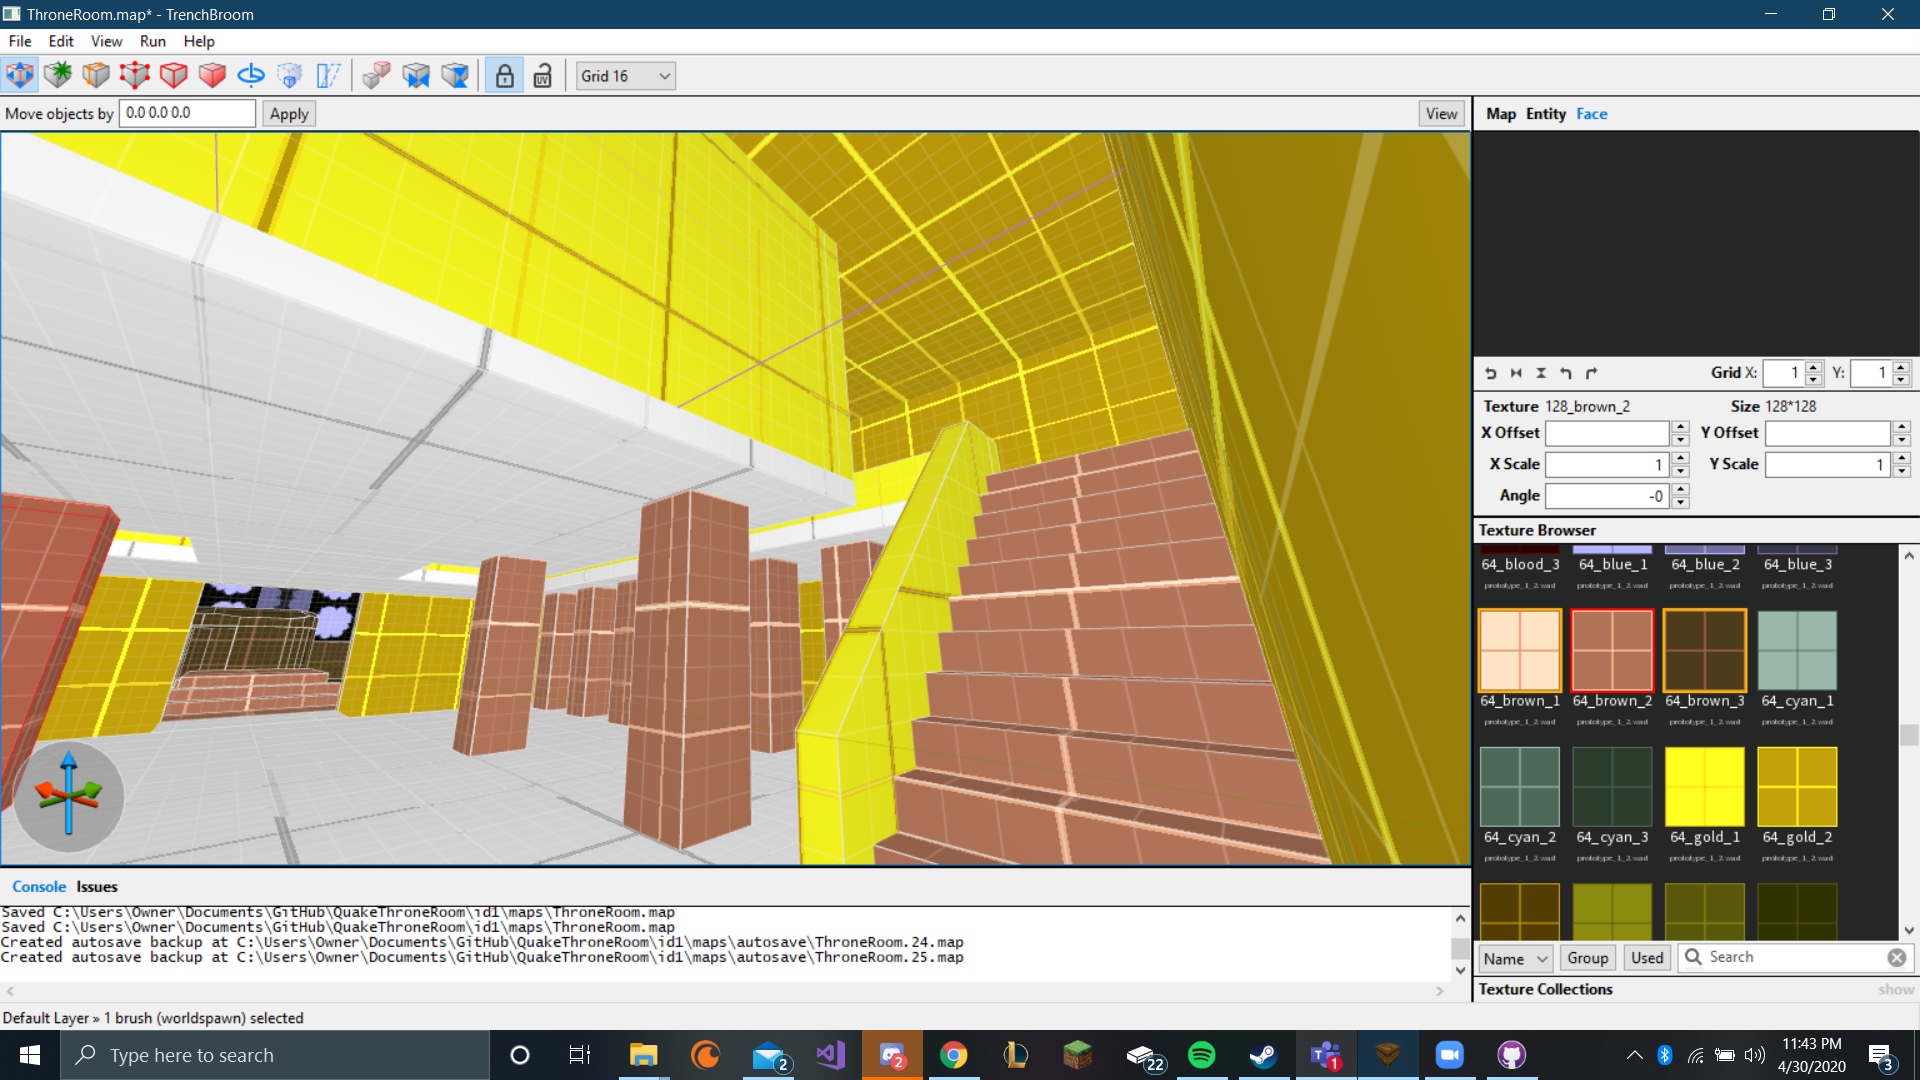 ThroneRoom.map* - TrenchBroom
File Edit View Run Help
Grid 16
Move objects by 0.0 0.0 0.0 Apply View
Map Entity Face
Grid X: 1 Y: 1
Texture 128_brown_2 Size 128*128
X Offset Y Offset
X Scale 1 Y Scale 1
Angle -0
Texture Browser
64_blood_3 64_blue_1 64_blue_2 64_blue_3
prototype_1_2.wad prototype_1_2.wad prototype_1_2.wad prototype_1_2.wad
64_brown_1 64_brown_2 64_brown_3 64_cyan_1
prototype_1_2.wad prototype_1_2.wad prototype_1_2.wad prototype_1_2.wad
64_cyan_2 64_cyan_3 64_gold_1 64_gold_2
prototype_1_2.wad prototype_1_2.wad prototype_1_2.wad prototype_1_2.wad
Name Group Used Search
Texture Collections show
Console Issues
Saved C:\Users\Owner\Documents\GitHub\QuakeThroneRoom\id1\maps\ThroneRoom.map
Saved C:\Users\Owner\Documents\GitHub\QuakeThroneRoom\id1\maps\ThroneRoom.map
Created autosave backup at C:\Users\Owner\Documents\GitHub\QuakeThroneRoom\id1\maps\autosave\ThroneRoom.24.map
Created autosave backup at C:\Users\Owner\Documents\GitHub\QuakeThroneRoom\id1\maps\autosave\ThroneRoom.25.map
Default Layer » 1 brush (worldspawn) selected
Type here to search
2
2
22
1
11:43 PM
4/30/2020
3